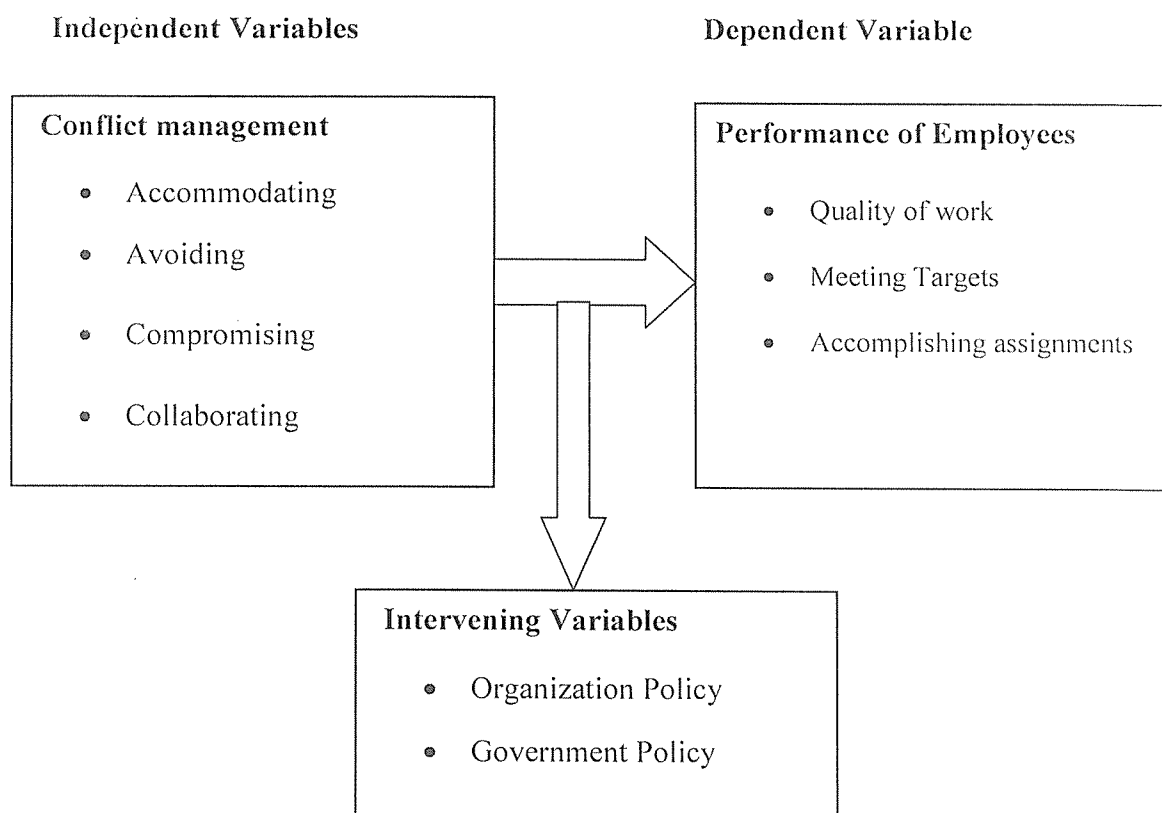 Independent Variables
Dependent Variable
Conflict management
• Accommodating
• Avoiding
• Compromising
• Collaborating
Performance of Employees
• Quality of work
• Meeting Targets
• Accomplishing assignments
Intervening Variables
• Organization Policy
• Government Policy